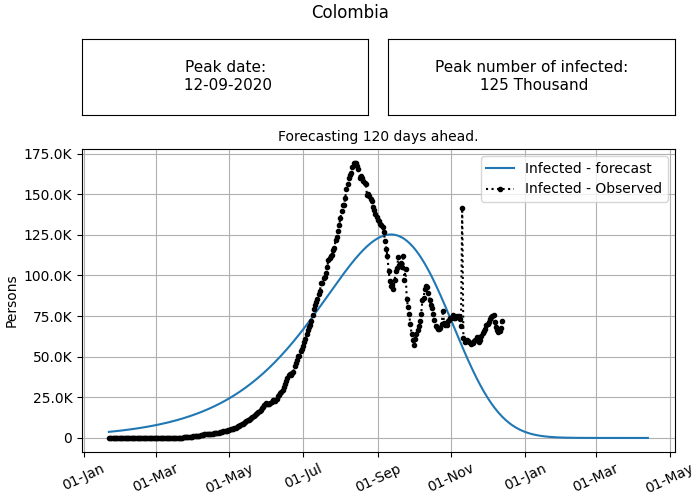 Colombia
Peak date:
12-09-2020
Peak number of infected:
125 Thousand
Forecasting 120 days ahead.
175.0K
150.0K
125.0K
100.0K
75.0K
50.0K
25.0K
0
Persons
Infected - forecast
Infected - Observed
01-Jan
01-Mar
01-May
01-Jul
01-Sep
01-Nov
01-Jan
01-Mar
01-May